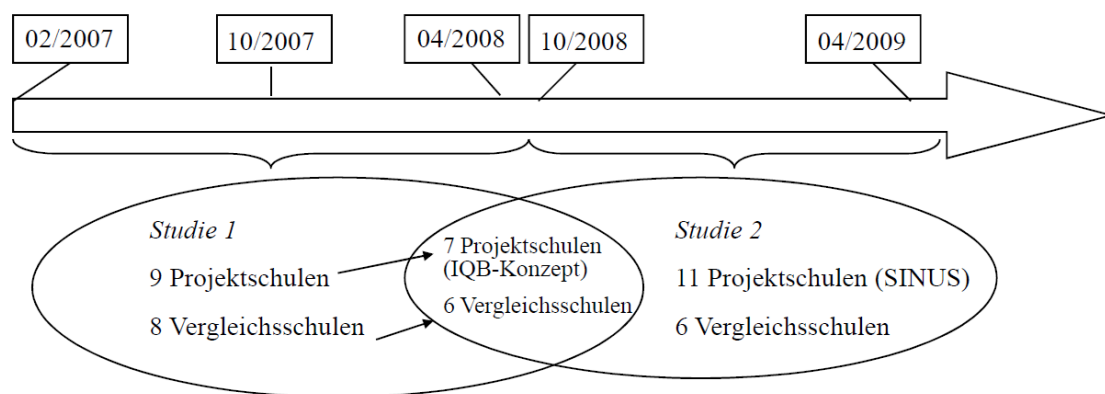 02/2007
10/2007
04/2008
10/2008
04/2009
Studie 1
9 Projektschulen
8 Vergleichsschulen
7 Projektschulen
(IQB-Konzept)
6 Vergleichsschulen
Studie 2
11 Projektschulen (SINUS)
6 Vergleichsschulen